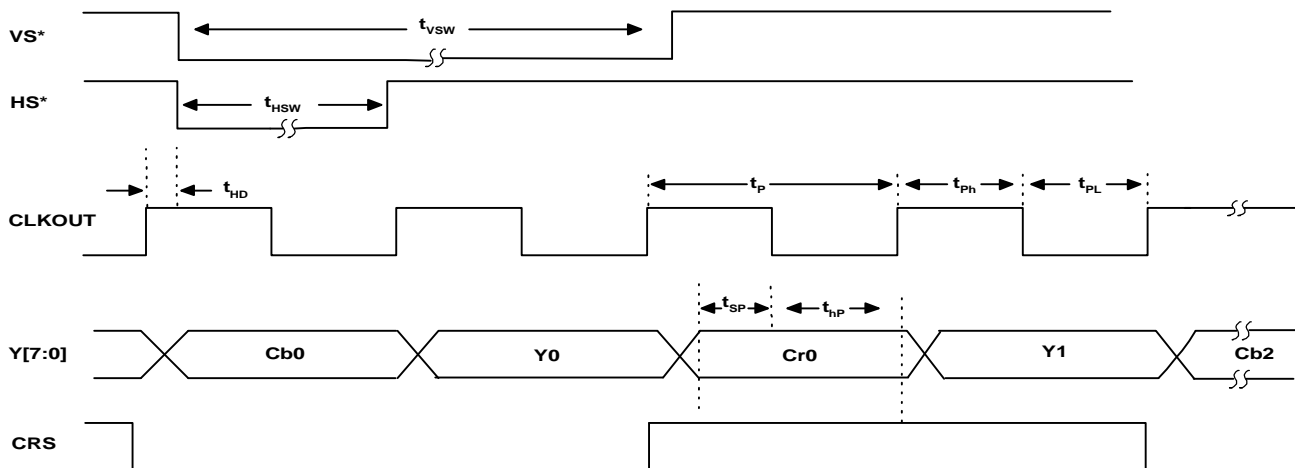 VS*
t_VSW
HS*
t_HSW
t_HD
t_P
t_Ph
t_PL
CLKOUT
t_SP
t_hP
Y[7:0]
Cb0
Y0
Cr0
Y1
Cb2
CRS